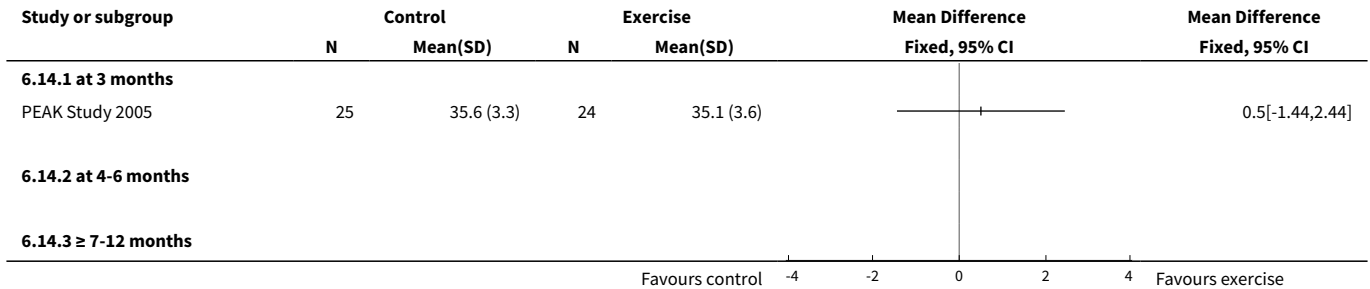 Study or subgroup Control Exercise Mean Difference Mean Difference
N Mean(SD) N Mean(SD) Fixed, 95% CI Fixed, 95% CI
6.14.1 at 3 months
PEAK Study 2005 25 35.6 (3.3) 24 35.1 (3.6) 0.5[-1.44,2.44]
6.14.2 at 4-6 months
6.14.3 ≥ 7-12 months
Favours control -4 -2 0 2 4 Favours exercise